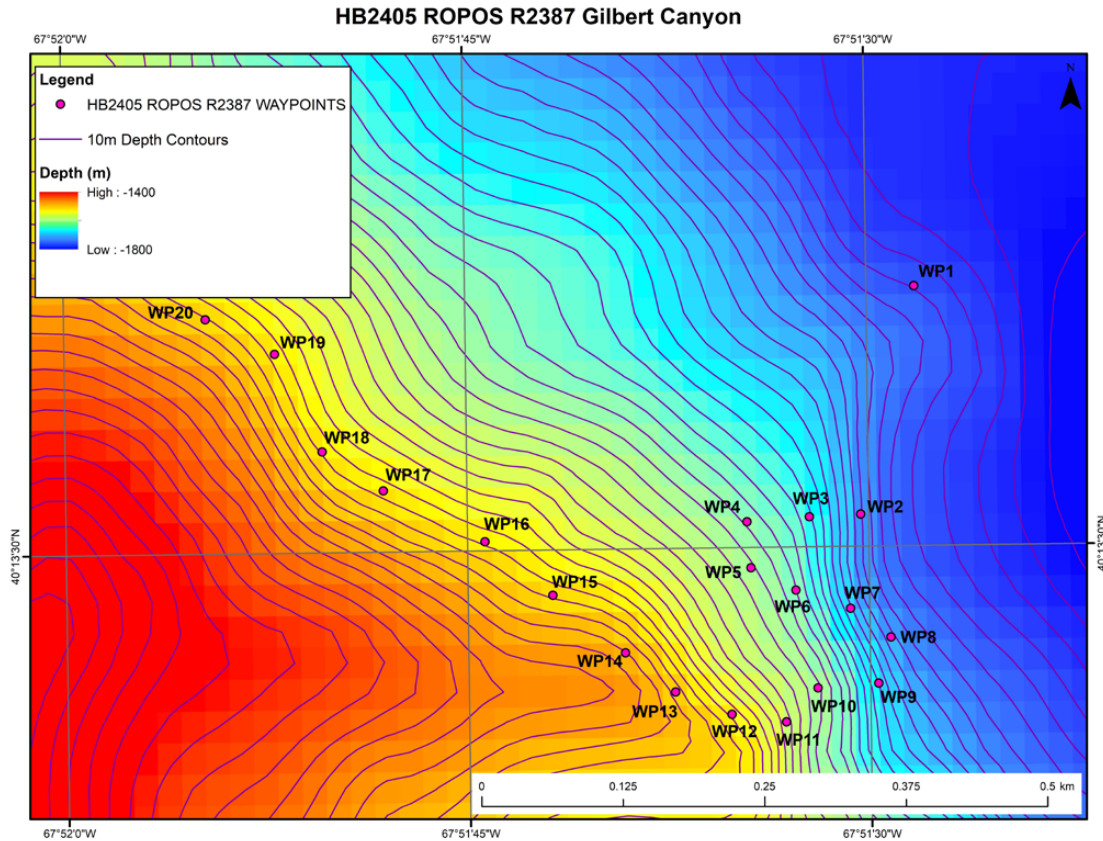 HB2405 ROPOS R2387 Gilbert Canyon
67°52'0"W
67°51'45"W
67°51'30"W
Legend
HB2405 ROPOS R2387 WAYPOINTS
10m Depth Contours
Depth (m)
High : -1400
Low : -1800
N
WP1
WP20
WP19
WP18
WP17
WP16
WP4
WP3
WP2
40°13'30"N
40°13'30"N
WP5
WP6
WP7
WP15
WP8
WP14
WP13
WP10
WP9
WP12
WP11
0
0.125
0.25
0.375
0.5 km
67°52'0"W
67°51'45"W
67°51'30"W